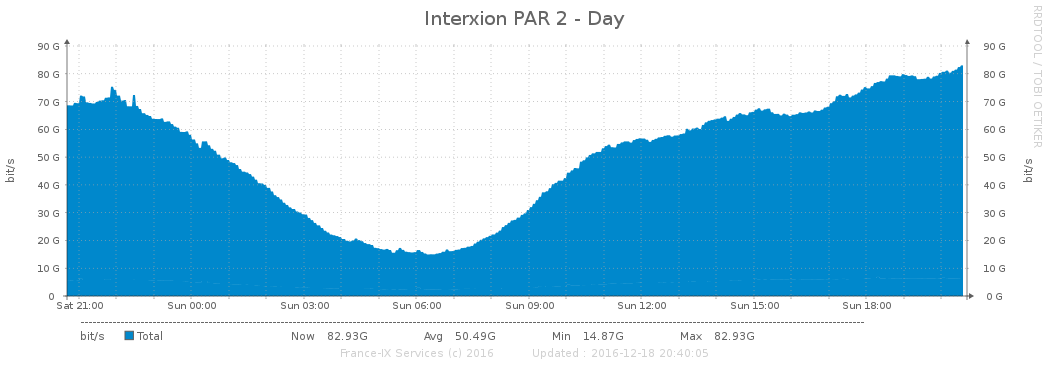 Interxion PAR 2 - Day
RRDTOOL / TOBI OETIKER
90 G 90 G
80 G 80 G
70 G 70 G
60 G 60 G
50 G 50 G
40 G 40 G
30 G 30 G
20 G 20 G
10 G 10 G
0 0 G
bit/s
bit/s
Sat 21:00 Sun 00:00 Sun 03:00 Sun 06:00 Sun 09:00 Sun 12:00 Sun 15:00 Sun 18:00
bit/s Total Now 82.93G Avg 50.49G Min 14.87G Max 82.93G
France-IX Services (c) 2016 Updated : 2016-12-18 20:40:05